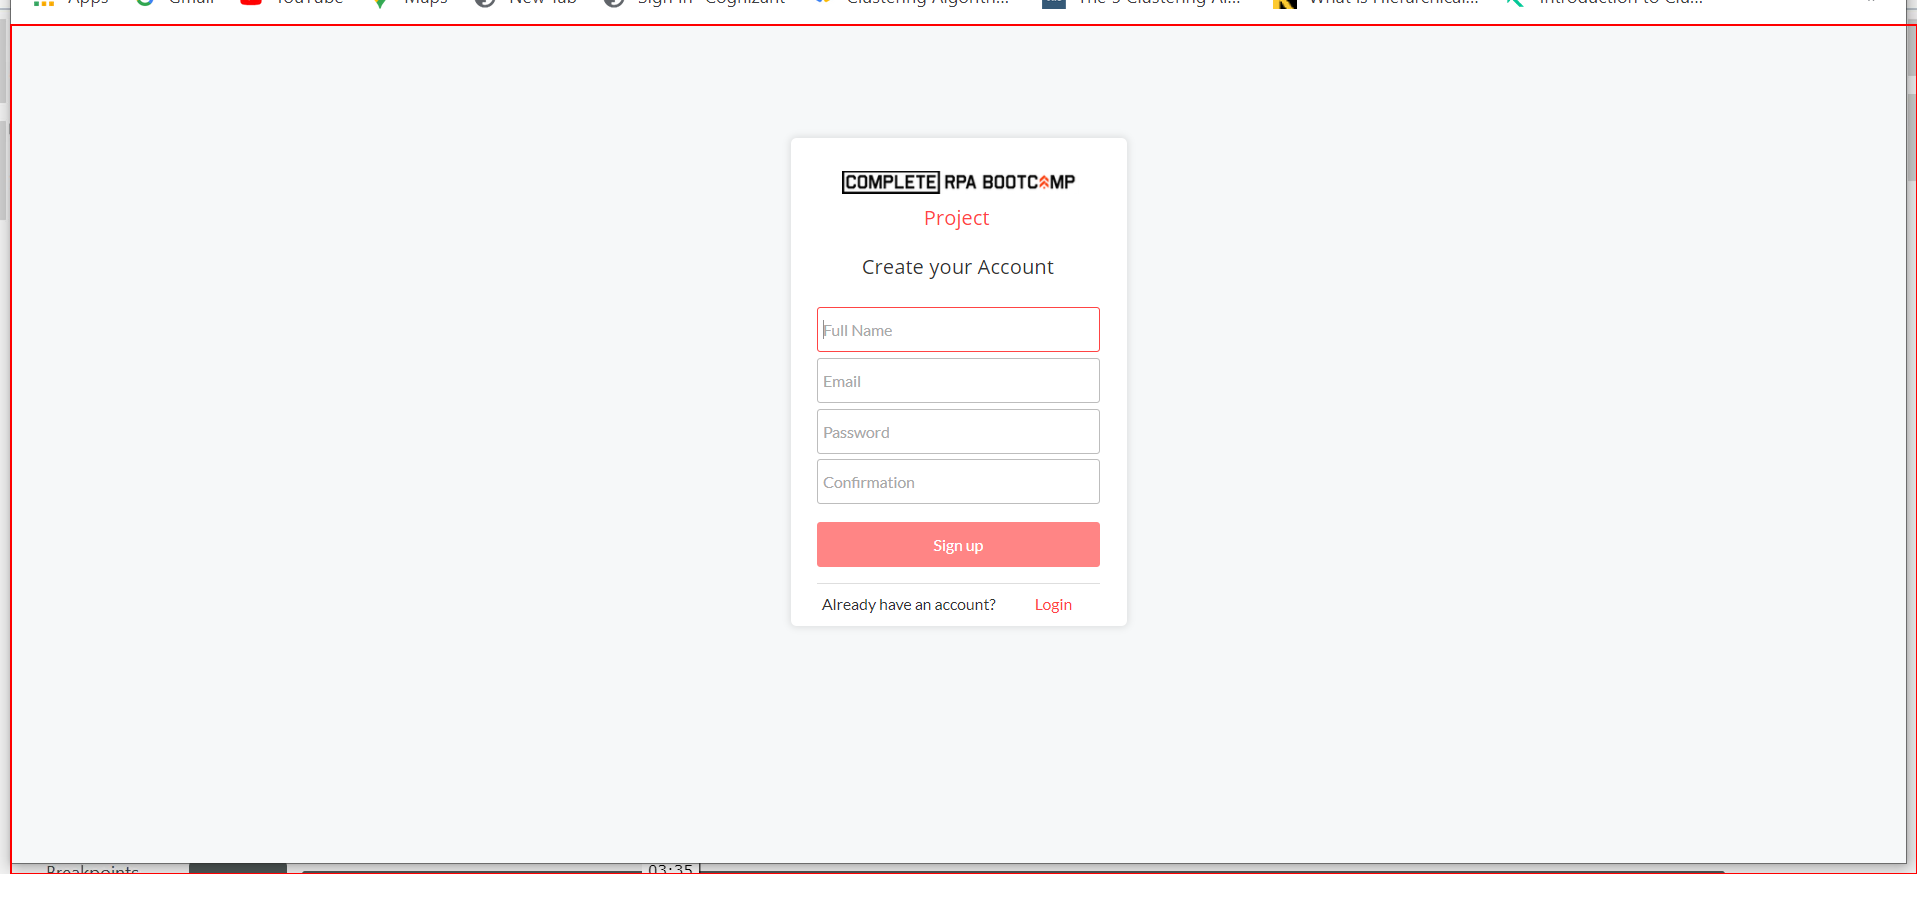 Apps Gmail YouTube Maps New Tab Sign In - Cognizant Clustering Algorith... The 5 Clustering Al... What is Hierarchical... Introduction to Clu...
COMPLETE RPA BOOTCAMP
Project
Create your Account
Full Name
Email
Password
Confirmation
Sign up
Already have an account? Login
Breakpoints 03:35